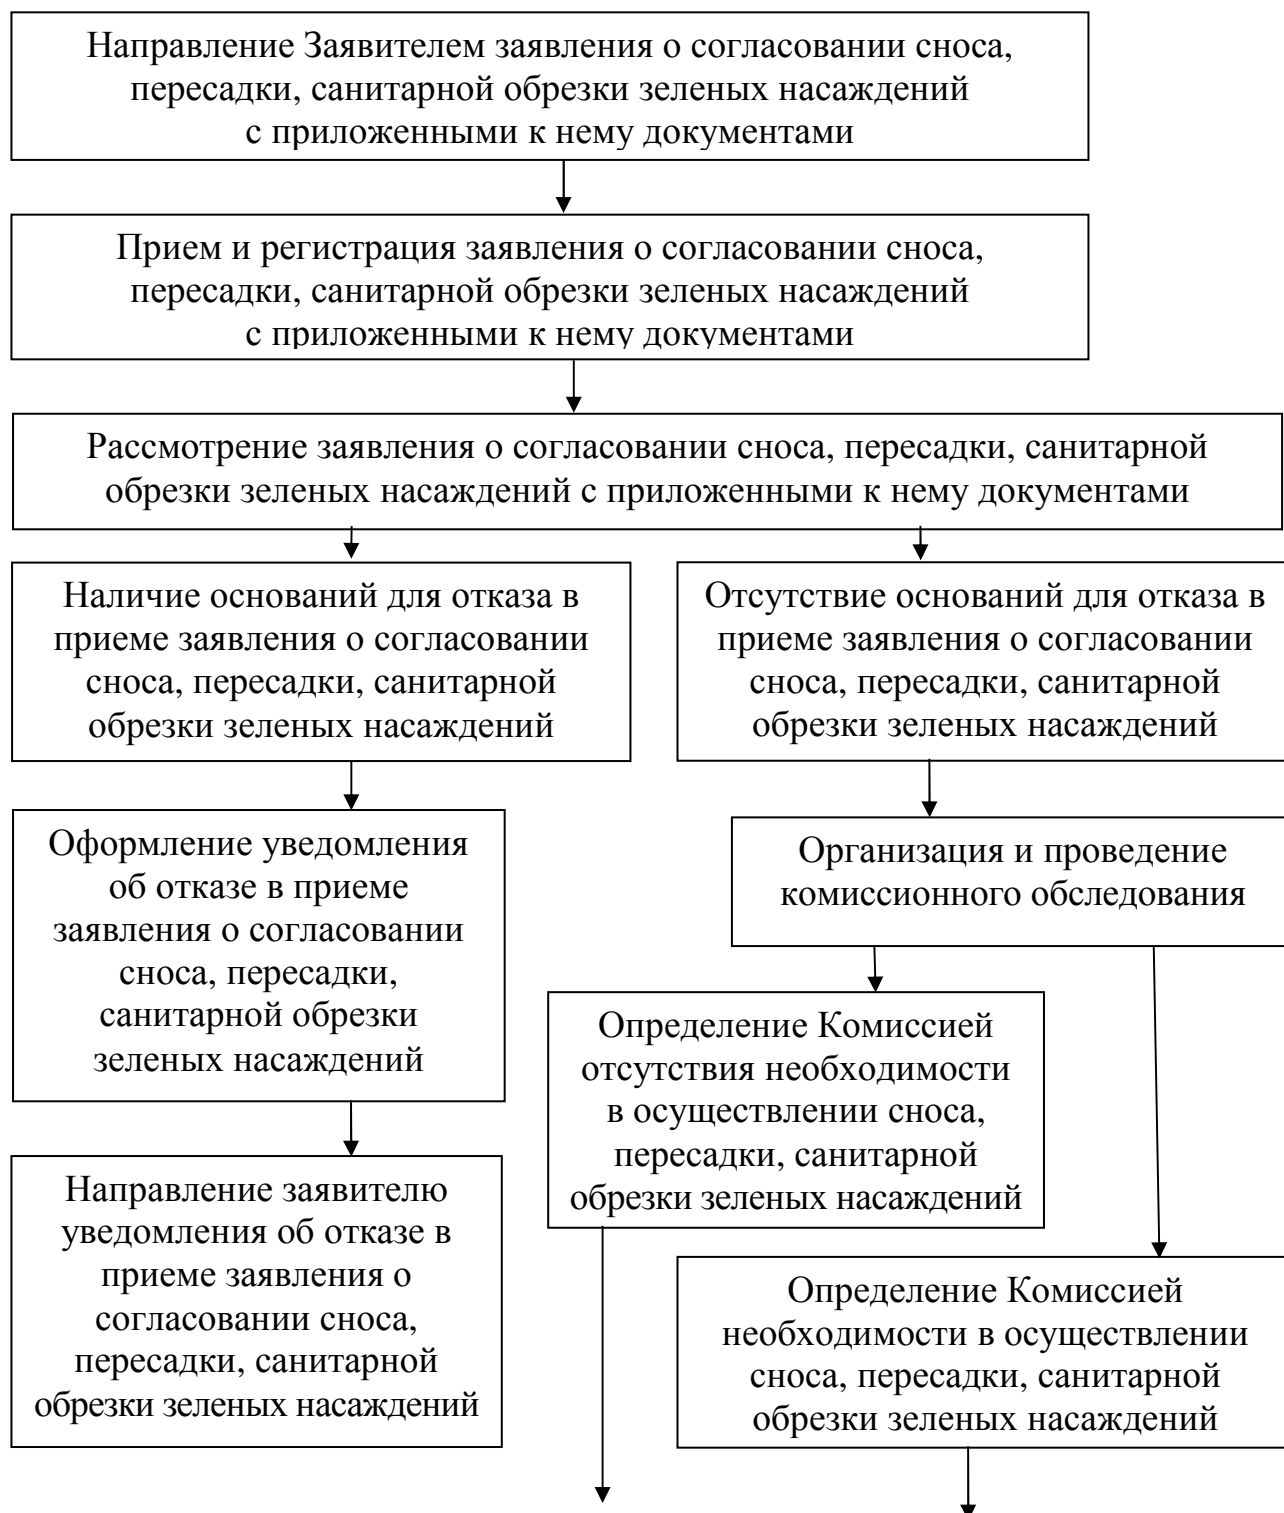 Направление Заявителем заявления о согласовании сноса,
пересадки, санитарной обрезки зеленых насаждений
с приложенными к нему документами
Прием и регистрация заявления о согласовании сноса,
пересадки, санитарной обрезки зеленых насаждений
с приложенными к нему документами
Рассмотрение заявления о согласовании сноса, пересадки, санитарной
обрезки зеленых насаждений с приложенными к нему документами
Наличие оснований для отказа в
приеме заявления о согласовании
сноса, пересадки, санитарной
обрезки зеленых насаждений
Отсутствие оснований для отказа в
приеме заявления о согласовании
сноса, пересадки, санитарной
обрезки зеленых насаждений
Оформление уведомления
об отказе в приеме
заявления о согласовании
сноса, пересадки,
санитарной обрезки
зеленых насаждений
Организация и проведение
комиссионного обследования
Определение Комиссией
отсутствия необходимости
в осуществлении сноса,
пересадки, санитарной
обрезки зеленых насаждений
Направление заявителю
уведомления об отказе в
приеме заявления о
согласовании сноса,
пересадки, санитарной
обрезки зеленых насаждений
Определение Комиссией
необходимости в осуществлении
сноса, пересадки, санитарной
обрезки зеленых насаждений